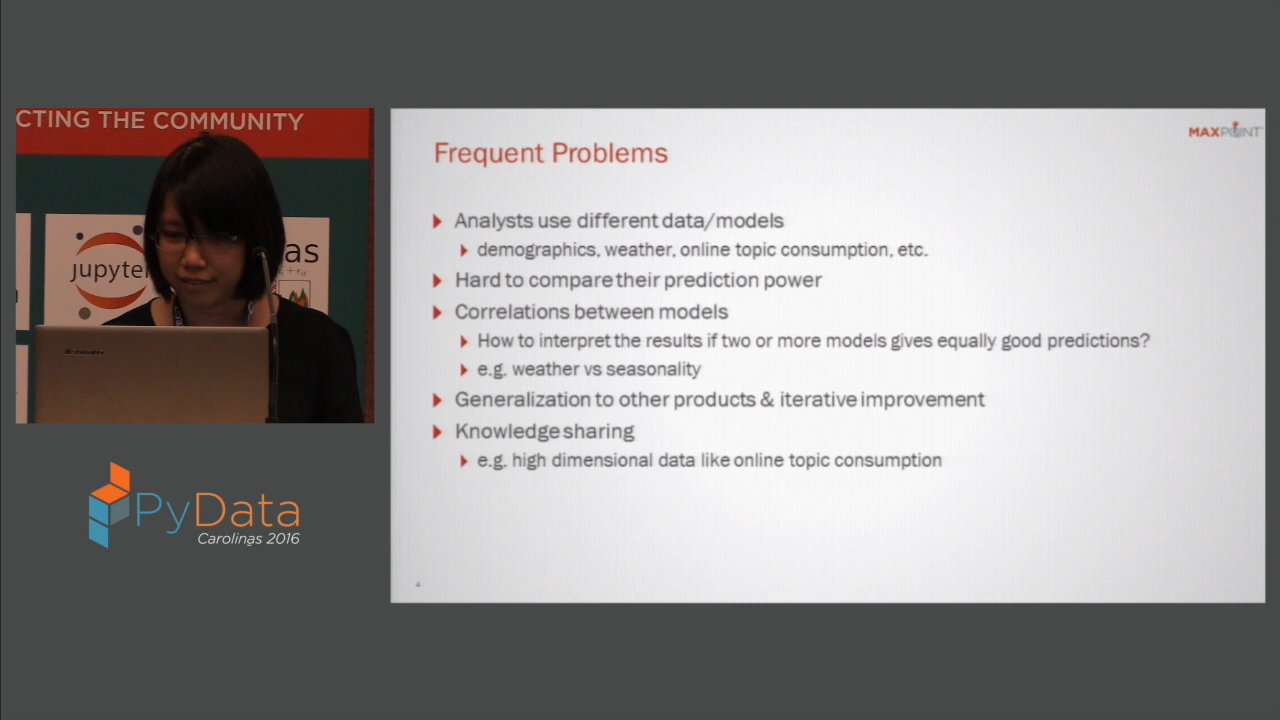 CTING THE COMMUNITY
jupyte
as
MAXPOINT
Frequent Problems
Analysts use different data/models
demographics, weather, online topic consumption, etc.
Hard to compare their prediction power
Correlations between models
How to interpret the results if two or more models gives equally good predictions?
e.g. weather vs seasonality
Generalization to other products & iterative improvement
Knowledge sharing
e.g. high dimensional data like online topic consumption
4
PyData
Carolinas 2016